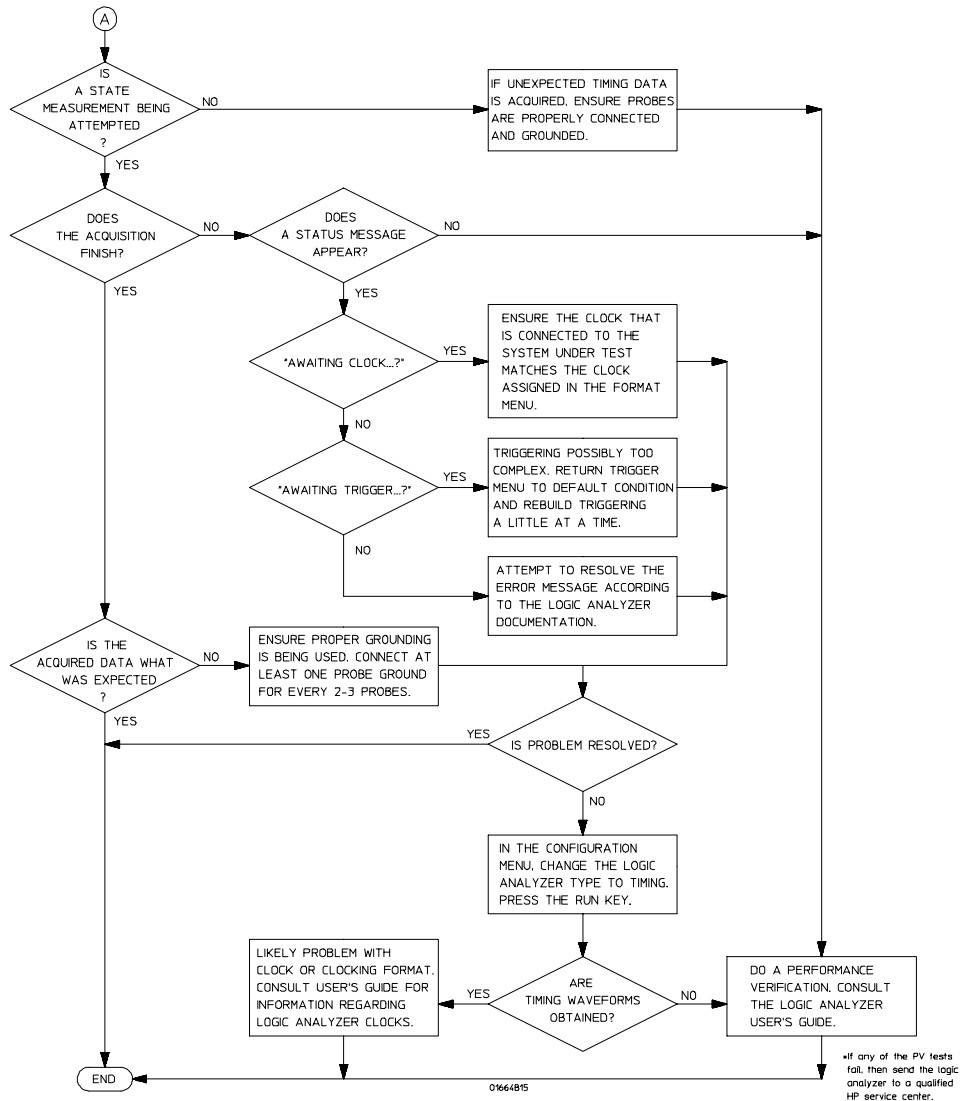 A
IS
A STATE
MEASUREMENT BEING
ATTEMPTED
?
NO
YES
IF UNEXPECTED TIMING DATA
IS ACQUIRED, ENSURE PROBES
ARE PROPERLY CONNECTED
AND GROUNDED.
DOES
THE ACQUISITION
FINISH?
NO
YES
DOES
A STATUS MESSAGE
APPEAR?
NO
YES
"AWAITING CLOCK...?"
YES
NO
ENSURE THE CLOCK THAT
IS CONNECTED TO THE
SYSTEM UNDER TEST
MATCHES THE CLOCK
ASSIGNED IN THE FORMAT
MENU.
"AWAITING TRIGGER...?"
YES
NO
TRIGGERING POSSIBLY TOO
COMPLEX. RETURN TRIGGER
MENU TO DEFAULT CONDITION
AND REBUILD TRIGGERING
A LITTLE AT A TIME.
ATTEMPT TO RESOLVE THE
ERROR MESSAGE ACCORDING
TO THE LOGIC ANALYZER
DOCUMENTATION.
IS THE
ACQUIRED DATA WHAT
WAS EXPECTED
?
NO
YES
ENSURE PROPER GROUNDING
IS BEING USED. CONNECT AT
LEAST ONE PROBE GROUND
FOR EVERY 2-3 PROBES.
IS PROBLEM RESOLVED?
YES
NO
IN THE CONFIGURATION
MENU, CHANGE THE LOGIC
ANALYZER TYPE TO TIMING.
PRESS THE RUN KEY.
ARE
TIMING WAVEFORMS
OBTAINED?
YES
NO
LIKELY PROBLEM WITH
CLOCK OR CLOCKING FORMAT.
CONSULT USER'S GUIDE FOR
INFORMATION REGARDING
LOGIC ANALYZER CLOCKS.
DO A PERFORMANCE
VERIFICATION. CONSULT
THE LOGIC ANALYZER
USER'S GUIDE.
END
01664B15
*If any of the PV tests
fail, then send the logic
analyzer to a qualified
HP service center.